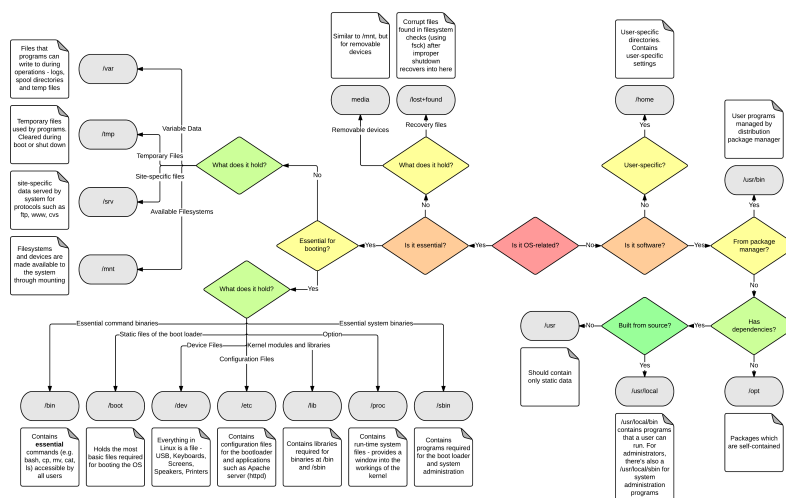 Files that
programs can
write to during
operations - logs,
spool directories
and temp files
/var
Similar to /mnt, but
for removable
devices
Corrupt files
found in filesystem
checks (using
fsck) after
improper
shutdown
recovers into here
User-specific
directories.
Contains
user-specific
settings
media
/lost+found
/home
Temporary files
used by programs.
Cleared during
boot or shut down
/tmp
Variable Data
Removable devices
Recovery files
Yes
User programs
managed by
distribution
package manager
Temporary Files
What does it hold?
What does it hold?
User-specific?
/usr/bin
site-specific
data served by
system for
protocols such as
ftp, www, cvs
/srv
Site-specific files
No
No
No
Yes
Available Filesystems
Filesystems
and devices are
made available to
the system
through mounting
/mnt
Essential for
booting?
Yes
Is it essential?
Yes
Is it OS-related?
No
Is it software?
Yes
From package
manager?
What does it hold?
Yes
No
Essential command binaries
Essential system binaries
Static files of the boot loader
Option
Device Files
Kernel modules and libraries
Configuration Files
/usr
No
Built from source?
Yes
Has
dependencies?
Should contain
only static data
Yes
No
/bin
/boot
/dev
/etc
/lib
/proc
/sbin
/usr/local
/opt
Contains
essential
commands (e.g.
bash, cp, mv, cat,
ls) accessible by
all users
Holds the most
basic files required
for booting the OS
Everything in
Linux is a file -
USB, Keyboards,
Screens,
Speakers, Printers
Contains
configuration files
for the bootloader
and applications
such as Apache
server (httpd)
Contains libraries
required for
binaries at /bin
and /sbin
Contains
run-time system
files - provides a
window into the
workings of the
kernel
Contains
programs required
for the boot loader
and system
administration
/usr/local/bin
contains programs
that a user can
run. For
administrators,
there's also a
/usr/local/sbin for
system
administration
programs
Packages which
are self-contained